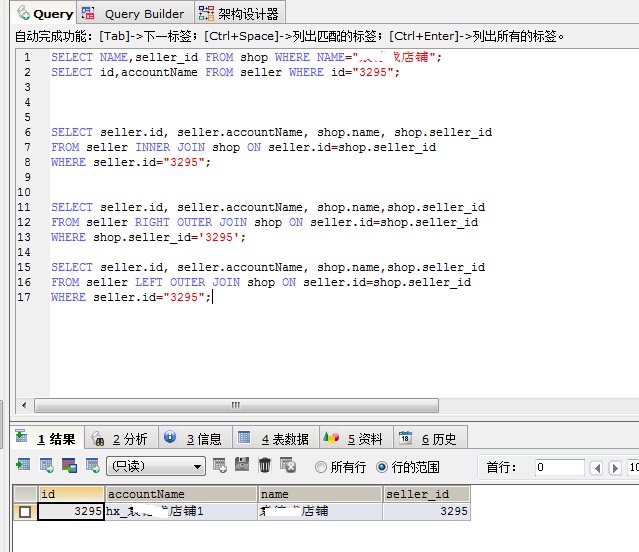 Query Query Builder 架构设计器
自动完成功能: [Tab]->下一标签; [Ctrl+Space]->列出匹配的标签; [Ctrl+Enter]->列出所有的标签。
1 SELECT NAME,seller_id FROM shop WHERE NAME="店铺";
2 SELECT id,accountName FROM seller WHERE id="3295";
3
4
5
6 SELECT seller.id, seller.accountName, shop.name, shop.seller_id
7 FROM seller INNER JOIN shop ON seller.id=shop.seller_id
8 WHERE seller.id="3295";
9
10
11 SELECT seller.id, seller.accountName, shop.name,shop.seller_id
12 FROM seller RIGHT OUTER JOIN shop ON seller.id=shop.seller_id
13 WHERE shop.seller_id='3295';
14
15 SELECT seller.id, seller.accountName, shop.name,shop.seller_id
16 FROM seller LEFT OUTER JOIN shop ON seller.id=shop.seller_id
17 WHERE seller.id="3295";
1 结果 2 分析 3 信息 4 表数据 5 资料 6 历史
(只读) 所有行 行的范围 首行: 0
id accountName name seller_id
3295 hx_店铺1 店铺 3295